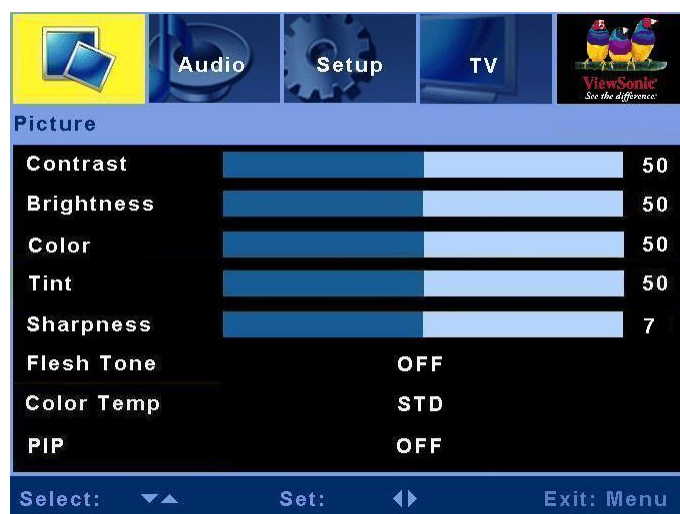 Audio Setup TV
ViewSonic®
See the difference™
Picture
Contrast 50
Brightness 50
Color 50
Tint 50
Sharpness 7
Flesh Tone OFF
Color Temp STD
PIP OFF
Select: ▼▲ Set: ◀▶ Exit: Menu